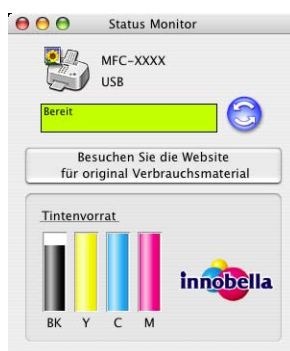 Status Monitor
MFC-XXXX
USB
Bereit
Besuchen Sie die Website
für original Verbrauchsmaterial
Tintenvorrat
innobella
BK Y C M